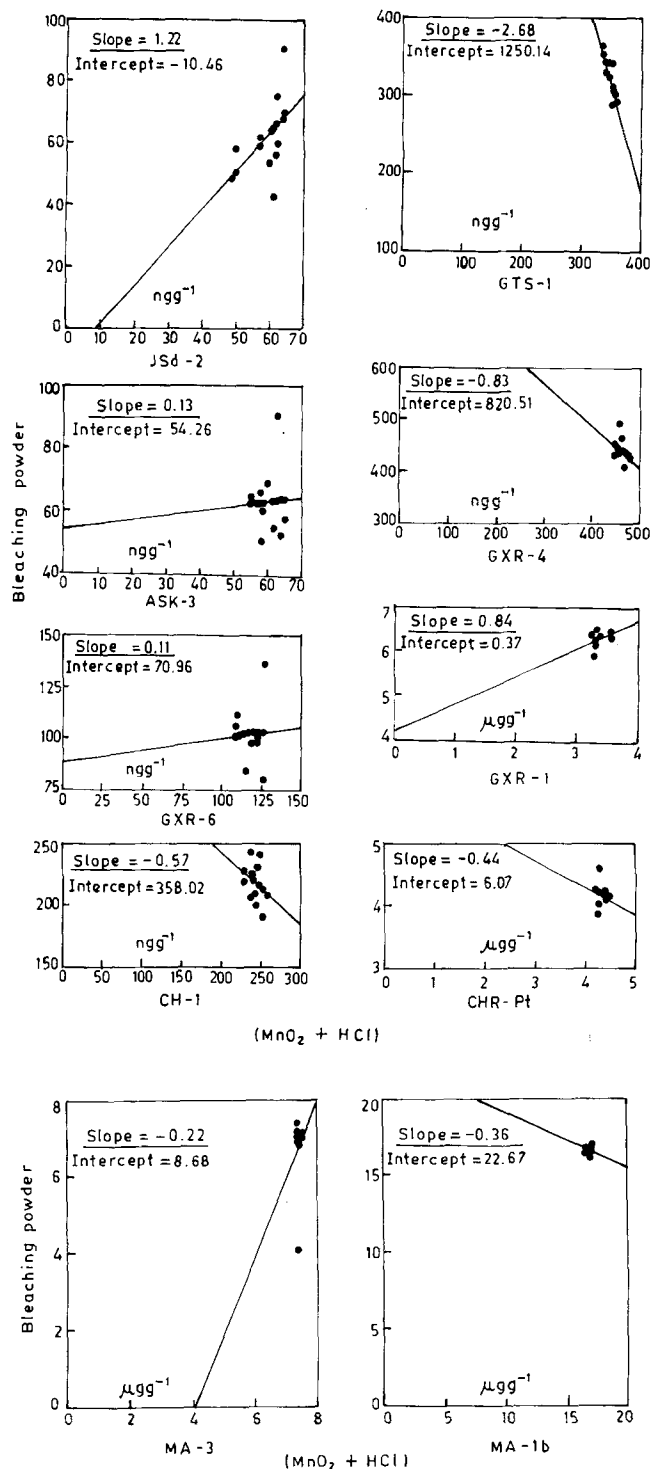 Slope = 1.22
Intercept = -10.46
100
80
60
40
20
0
ngg⁻¹
0 10 20 30 40 50 60 70
JSd-2
Slope = -2.68
Intercept = 1250.14
400
300
200
100
ngg⁻¹
0 100 200 300 400
GTS-1
Slope = 0.13
Intercept = 54.26
100
80
60
40
ngg⁻¹
0 10 20 30 40 50 60 70
ASK-3
Slope = -0.83
Intercept = 820.51
600
500
400
300
ngg⁻¹
0 100 200 300 400 500
GXR-4
Bleaching powder
Slope = 0.11
Intercept = 70.96
150
125
100
75
ngg⁻¹
0 25 50 75 100 125 150
GXR-6
Slope = 0.84
Intercept = 0.37
7
6
5
4
µgg⁻¹
0 1 2 3 4
GXR-1
Slope = -0.57
Intercept = 358.02
250
200
150
ngg⁻¹
0 50 100 150 200 250 300
CH-1
Slope = -0.44
Intercept = 6.07
5
4
3
µgg⁻¹
0 1 2 3 4 5
CHR-Pt
(MnO₂ + HCl)
Slope = -0.22
Intercept = 8.68
8
6
4
2
0
µgg⁻¹
0 2 4 6 8
MA-3
Bleaching powder
Slope = -0.36
Intercept = 22.67
20
15
10
5
0
µgg⁻¹
0 5 10 15 20
MA-1b
(MnO₂ + HCl)